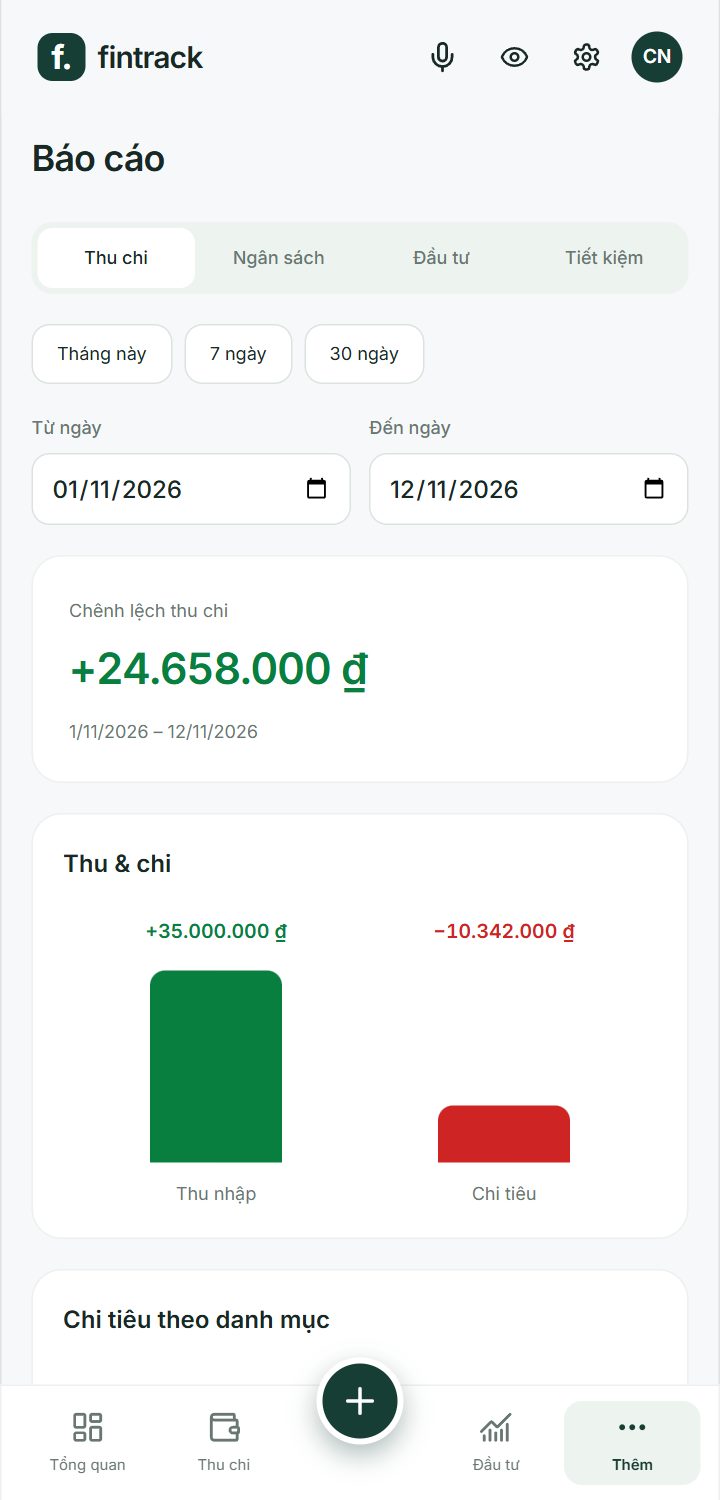 f. fintrack CN
Báo cáo
Thu chi Ngân sách Đầu tư Tiết kiệm
Tháng này 7 ngày 30 ngày
Từ ngày Đến ngày
01/11/2026 12/11/2026
Chênh lệch thu chi
+24.658.000 ₫
1/11/2026 – 12/11/2026
Thu & chi
+35.000.000 ₫ −10.342.000 ₫
Thu nhập Chi tiêu
Chi tiêu theo danh mục
Tổng quan Thu chi Đầu tư Thêm